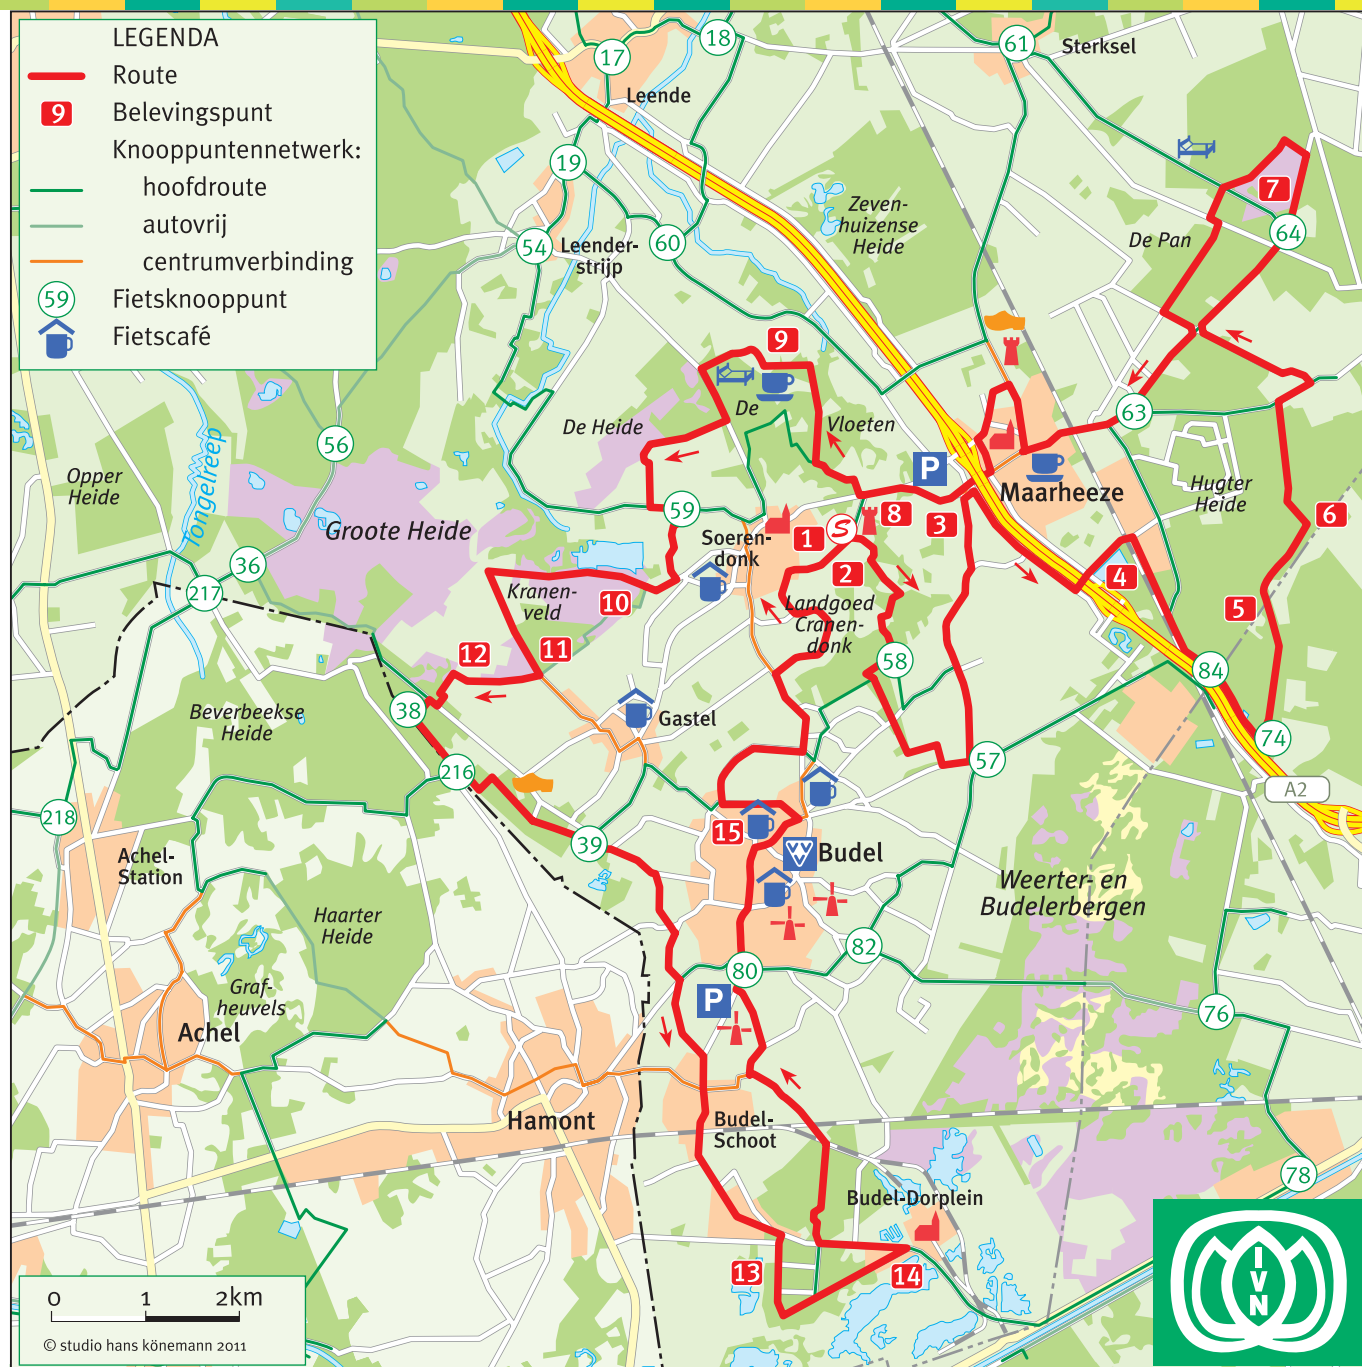 LEGENDA
Route
9 Belevingspunt
Knooppuntennetwerk:
hoofdroute
autovrij
centrumverbinding
59 Fietsknooppunt
Fietscafé
17
18
61
Sterksel
Leende
19
54
Leender-
strijp
60
Zeven-
huizense
Heide
De Pan
7
64
63
9
De
Vloeten
De Heide
56
Opper
Heide
Tongelreep
Groote Heide
36
217
59
P
Maarheeze
Hugter
Heide
6
Soeren-
donk
1
S
8
3
2
4
5
Kranen-
veld
10
Landgoed
Cranen-
donk
11
12
58
84
74
A2
57
38
Beverbeekse
Heide
Gastel
216
218
39
15
Budel
Achel-
Station
Haarter
Heide
Graf-
heuvels
Achel
Weerter- en
Budelerbergen
82
80
P
76
Hamont
Budel-
Schoot
78
Budel-Dorplein
13
14
0 1 2km
© studio hans könemann 2011
IVN